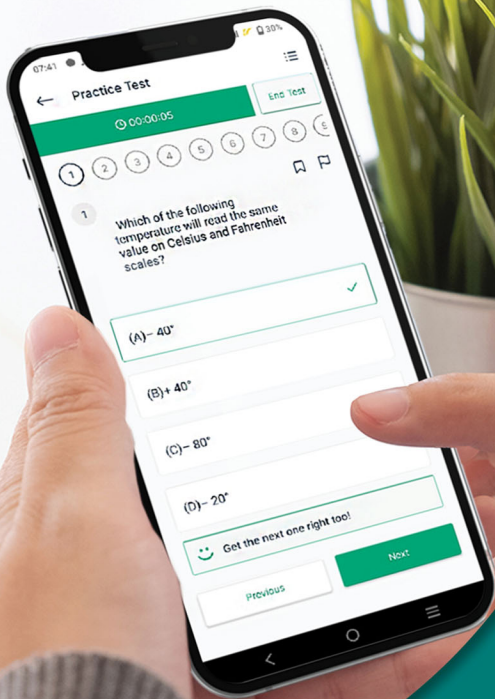 07:41
30%
Practice Test
00:00:05
End Test
1 2 3 4 5 6 7 8 9
1
Which of the following
temperature will read the same
value on Celsius and Fahrenheit
scales?
(A)– 40°
(B)+ 40°
(C)– 80°
(D)– 20°
Get the next one right too!
Previous
Next